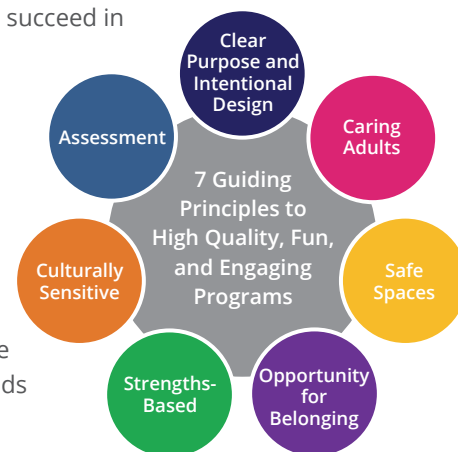 succeed in
Clear
Purpose and
Intentional
Design
Caring
Adults
Safe
Spaces
Opportunity
for
Belonging
Strengths-
Based
Culturally
Sensitive
Assessment
7 Guiding
Principles to
High Quality, Fun,
and Engaging
Programs